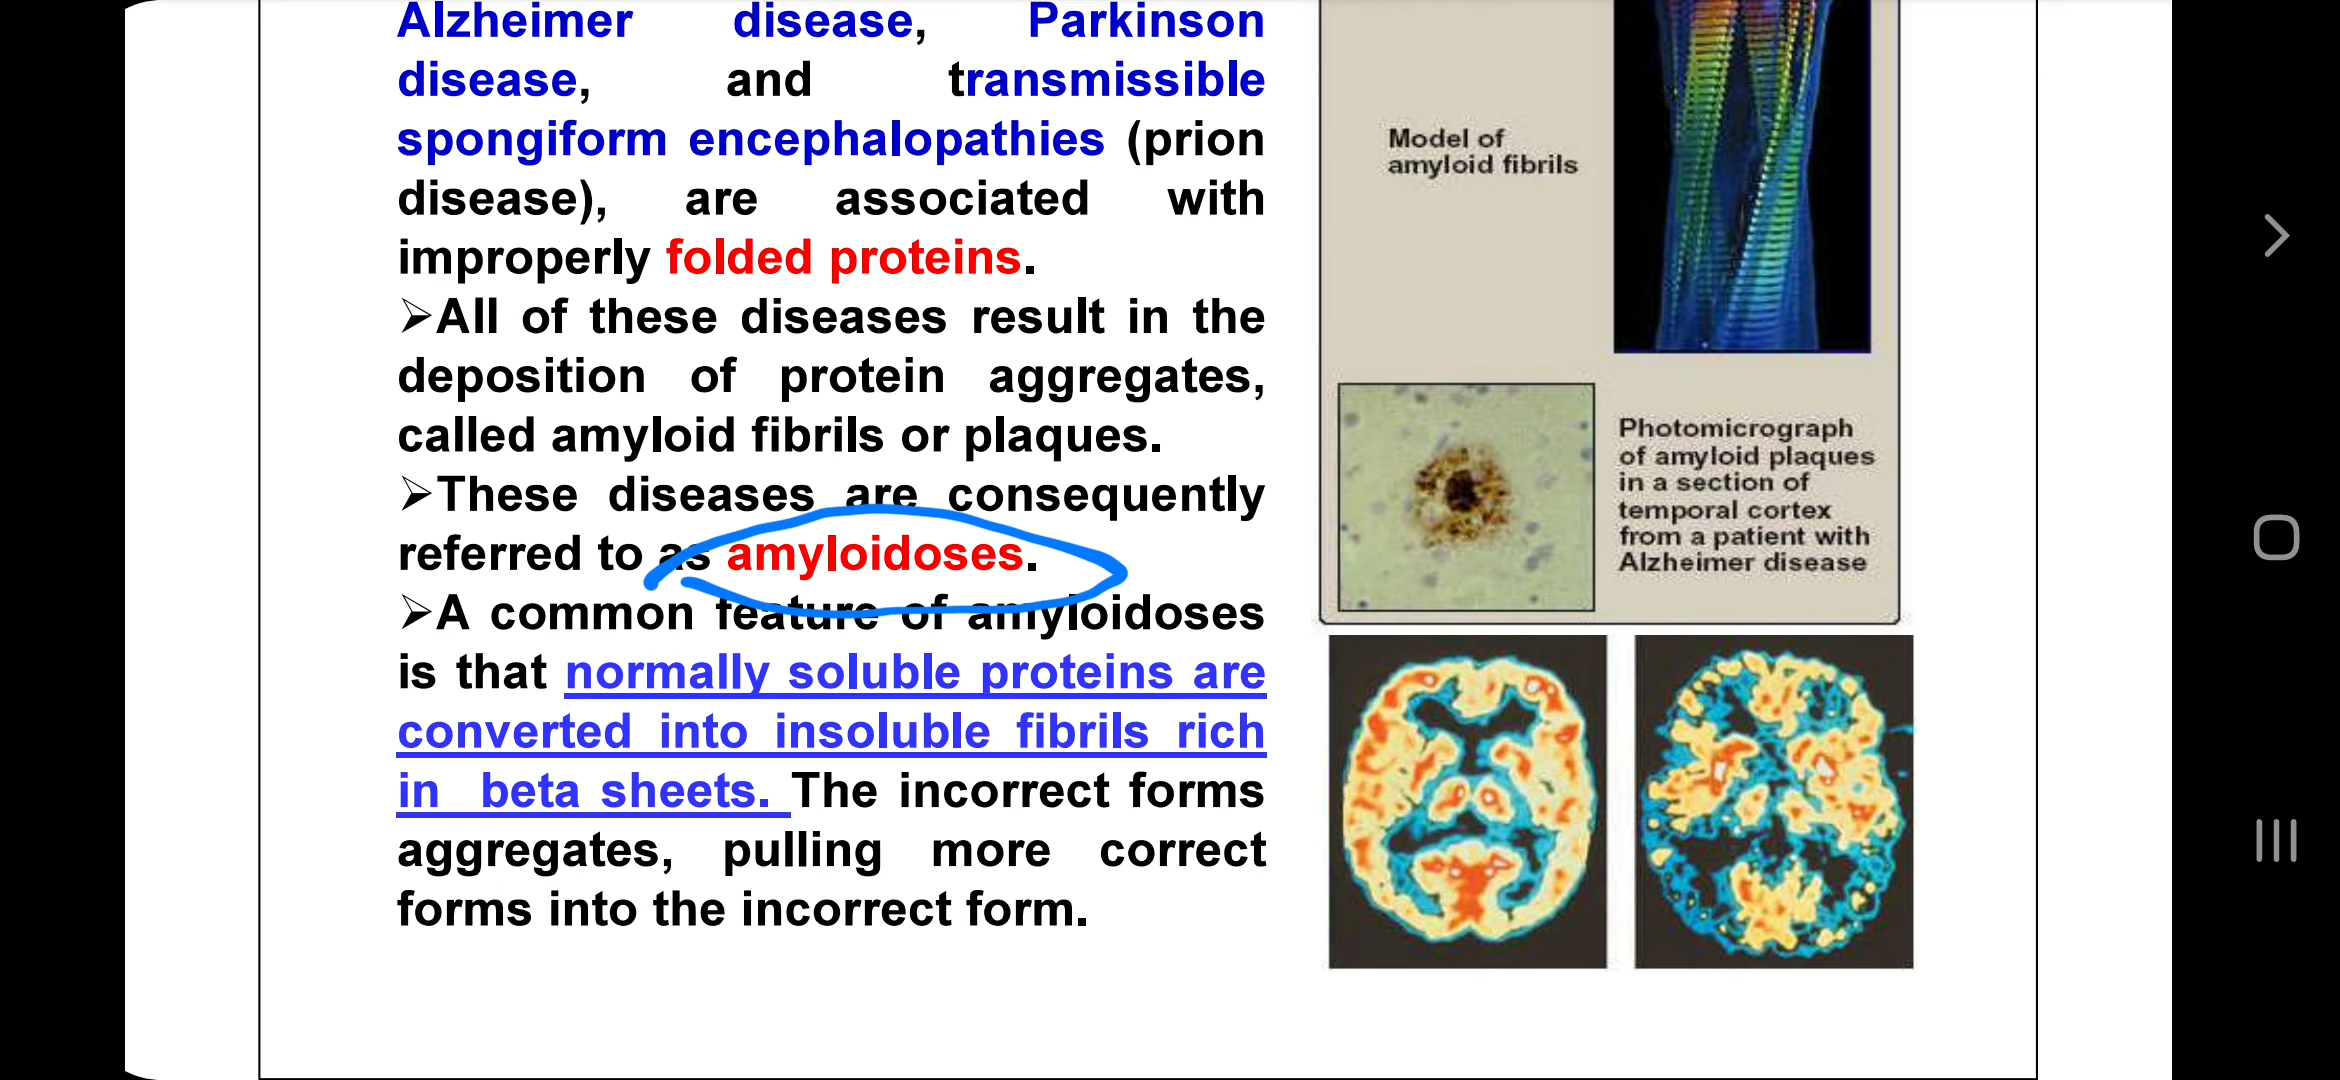 Alzheimer disease, Parkinson
disease, and transmissible
spongiform encephalopathies (prion
disease), are associated with
improperly folded proteins.
➢All of these diseases result in the
deposition of protein aggregates,
called amyloid fibrils or plaques.
➢These diseases are consequently
referred to as amyloidoses.
➢A common feature of amyloidoses
is that normally soluble proteins are
converted into insoluble fibrils rich
in beta sheets. The incorrect forms
aggregates, pulling more correct
forms into the incorrect form.
Model of
amyloid fibrils
Photomicrograph
of amyloid plaques
in a section of
temporal cortex
from a patient with
Alzheimer disease